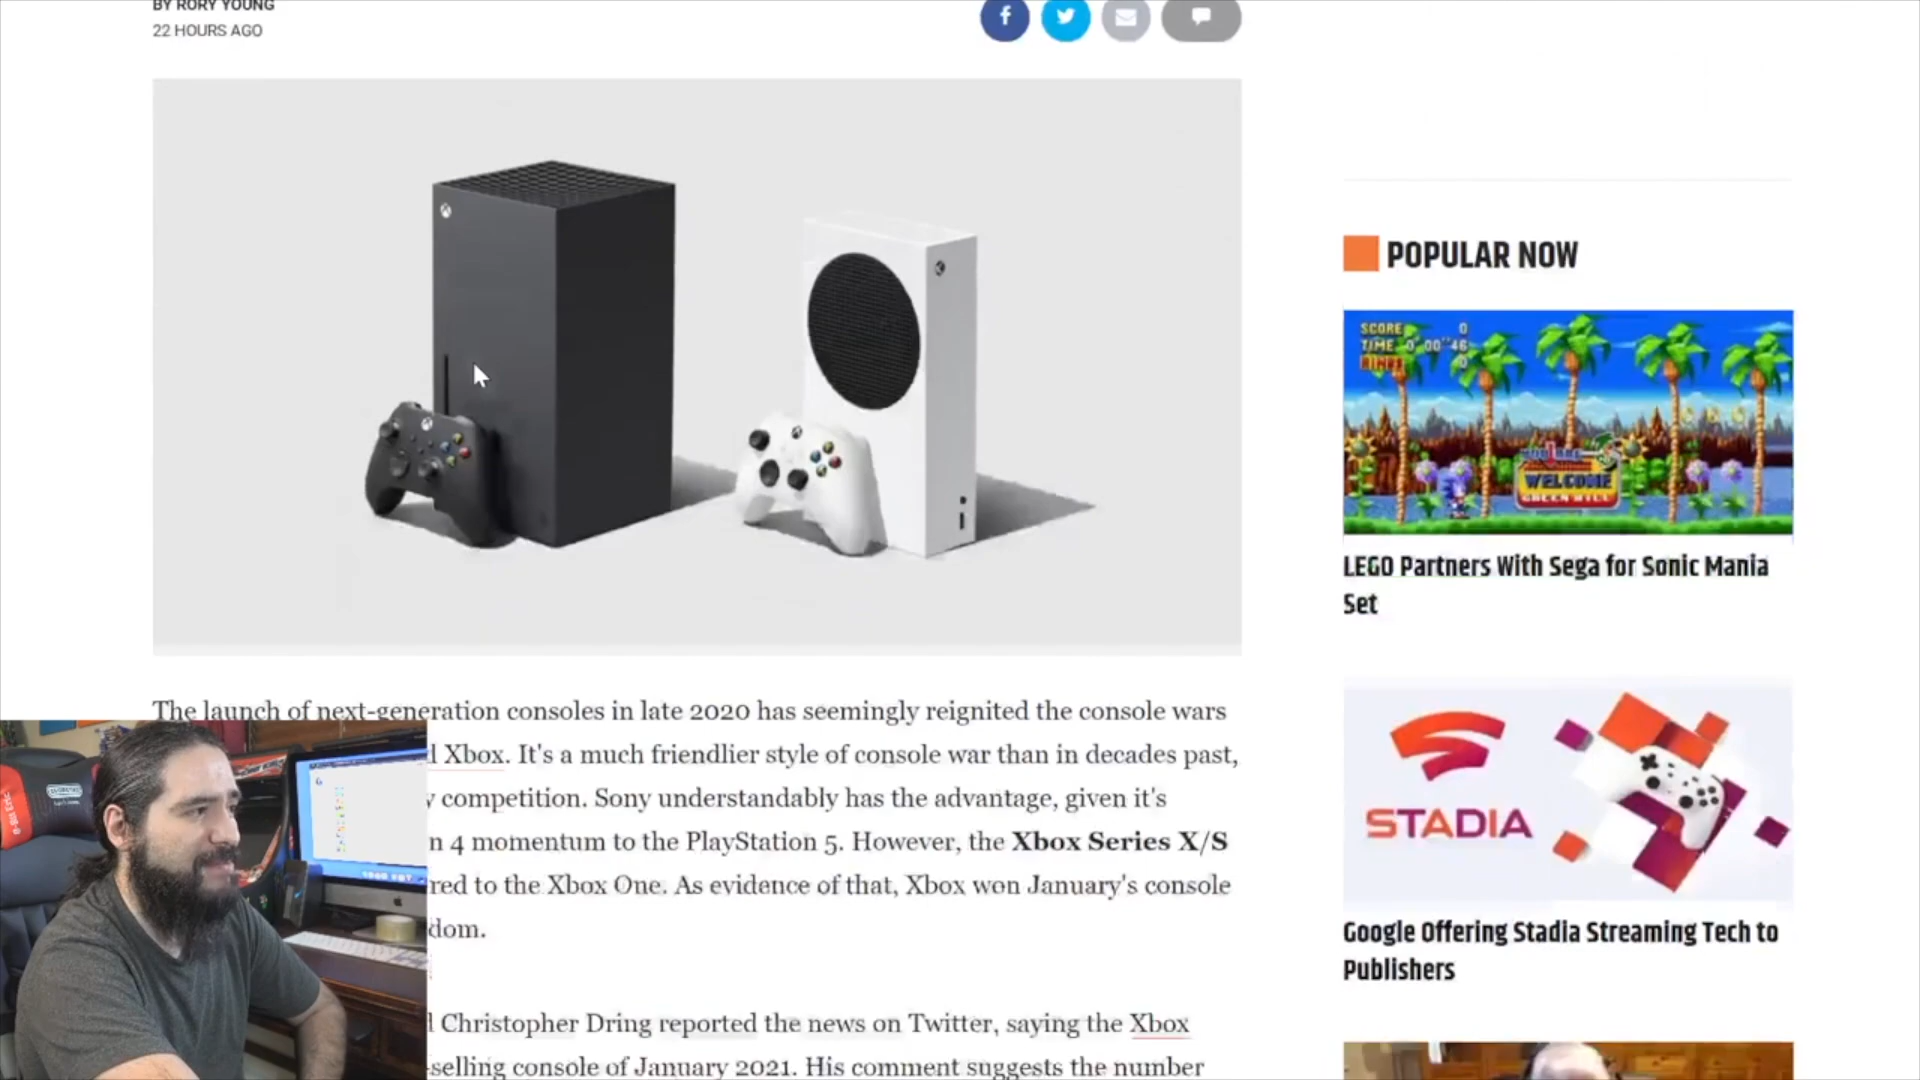 BY RORY YOUNG
22 HOURS AGO
POPULAR NOW
SCORE 0
TIME 0'00"46
RINGS
WELCOME
GREEN HILL
LEGO Partners With Sega for Sonic Mania
Set
STADIA
Google Offering Stadia Streaming Tech to
Publishers
The launch of next-generation consoles in late 2020 has seemingly reignited the console wars
Xbox. It's a much friendlier style of console war than in decades past,
competition. Sony understandably has the advantage, given it's
n 4 momentum to the PlayStation 5. However, the Xbox Series X/S
red to the Xbox One. As evidence of that, Xbox won January's console
dom.
Christopher Dring reported the news on Twitter, saying the Xbox
-selling console of January 2021. His comment suggests the number